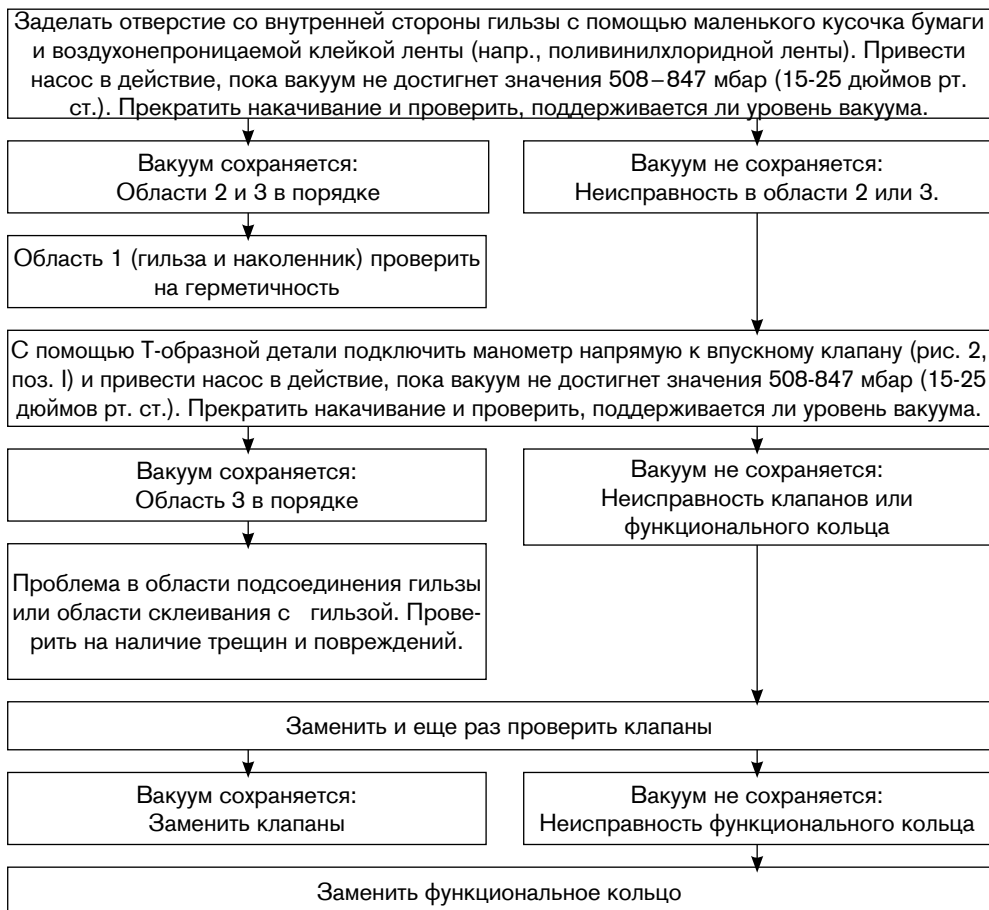 Заделать отверстие со внутренней стороны гильзы с помощью маленького кусочка бумаги
и воздухонепроницаемой клейкой ленты (напр., поливинилхлоридной ленты). Привести
насос в действие, пока вакуум не достигнет значения 508–847 мбар (15-25 дюймов рт.
ст.). Прекратить накачивание и проверить, поддерживается ли уровень вакуума.
Вакуум сохраняется:
Области 2 и 3 в порядке
Вакуум не сохраняется:
Неисправность в области 2 или 3.
Область 1 (гильза и наколенник) проверить
на герметичность
С помощью Т-образной детали подключить манометр напрямую к впускному клапану (рис. 2,
поз. I) и привести насос в действие, пока вакуум не достигнет значения 508-847 мбар (15-25
дюймов рт. ст.). Прекратить накачивание и проверить, поддерживается ли уровень вакуума.
Вакуум сохраняется:
Область 3 в порядке
Вакуум не сохраняется:
Неисправность клапанов или
функционального кольца
Проблема в области подсоединения гильзы
или области склеивания с гильзой. Прове-
рить на наличие трещин и повреждений.
Заменить и еще раз проверить клапаны
Вакуум сохраняется:
Заменить клапаны
Вакуум не сохраняется:
Неисправность функционального кольца
Заменить функциональное кольцо